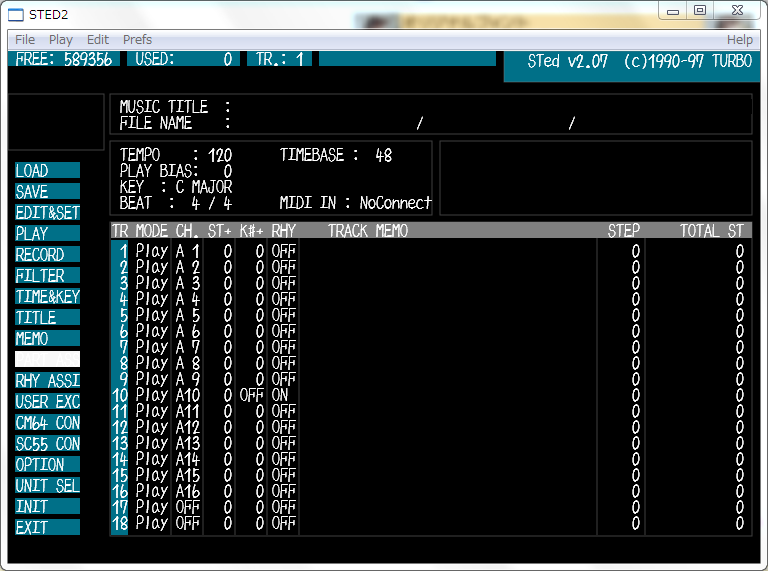 STED2
File Play Edit Prefs Help
FREE: 589356 USED: 0 TR.: 1
STed v2.07 (c)1990-97 TURBO
MUSIC TITLE :
FILE NAME : / /
TEMPO : 120 TIMEBASE : 48
PLAY BIAS: 0
KEY : C MAJOR
BEAT : 4 / 4 MIDI IN : NoConnect
LOAD
SAVE
EDIT&SET
PLAY
RECORD
FILTER
TIME&KEY
TITLE
MEMO
RHY ASSI
USER EXC
CM64 CON
SC55 CON
OPTION
UNIT SEL
INIT
EXIT
TR MODE CH. ST+ K#+ RHY TRACK MEMO STEP TOTAL ST
1 Play A 1 0 0 OFF 0 0
2 Play A 2 0 0 OFF 0 0
3 Play A 3 0 0 OFF 0 0
4 Play A 4 0 0 OFF 0 0
5 Play A 5 0 0 OFF 0 0
6 Play A 6 0 0 OFF 0 0
7 Play A 7 0 0 OFF 0 0
8 Play A 8 0 0 OFF 0 0
9 Play A 9 0 0 OFF 0 0
10 Play A10 0 OFF ON 0 0
11 Play A11 0 0 OFF 0 0
12 Play A12 0 0 OFF 0 0
13 Play A13 0 0 OFF 0 0
14 Play A14 0 0 OFF 0 0
15 Play A15 0 0 OFF 0 0
16 Play A16 0 0 OFF 0 0
17 Play OFF 0 0 OFF 0 0
18 Play OFF 0 0 OFF 0 0